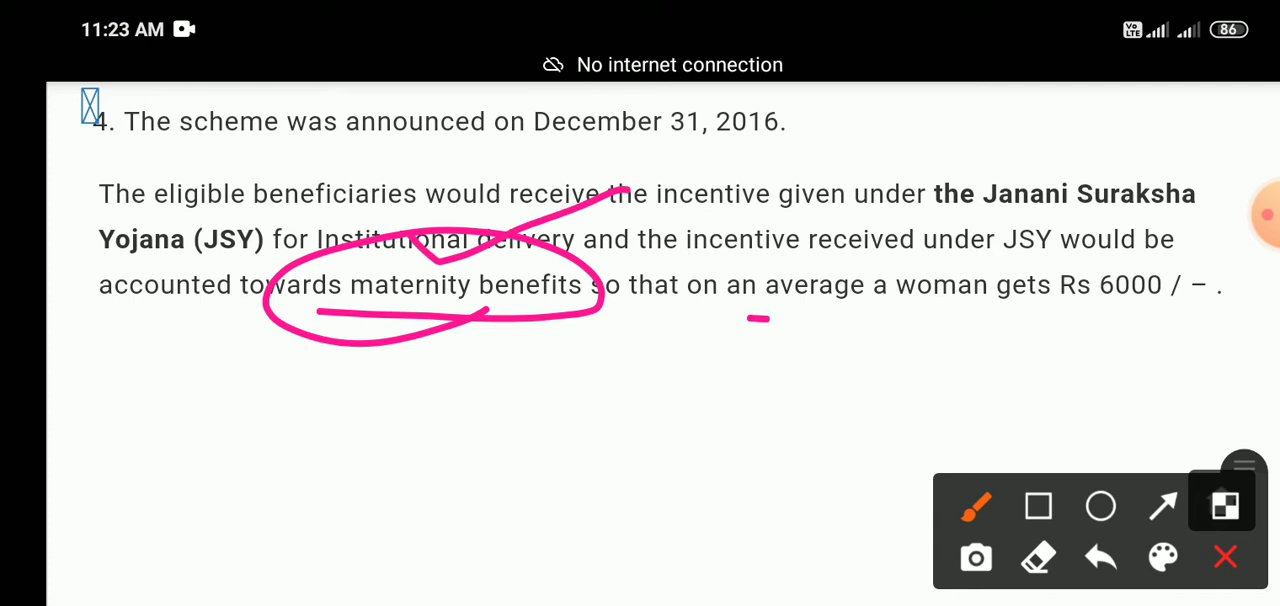 11:23 AM
Vo LTE
86
No internet connection
4. The scheme was announced on December 31, 2016.
The eligible beneficiaries would receive the incentive given under the Janani Suraksha
Yojana (JSY) for Institutional delivery and the incentive received under JSY would be
accounted towards maternity benefits so that on an average a woman gets Rs 6000 / – .